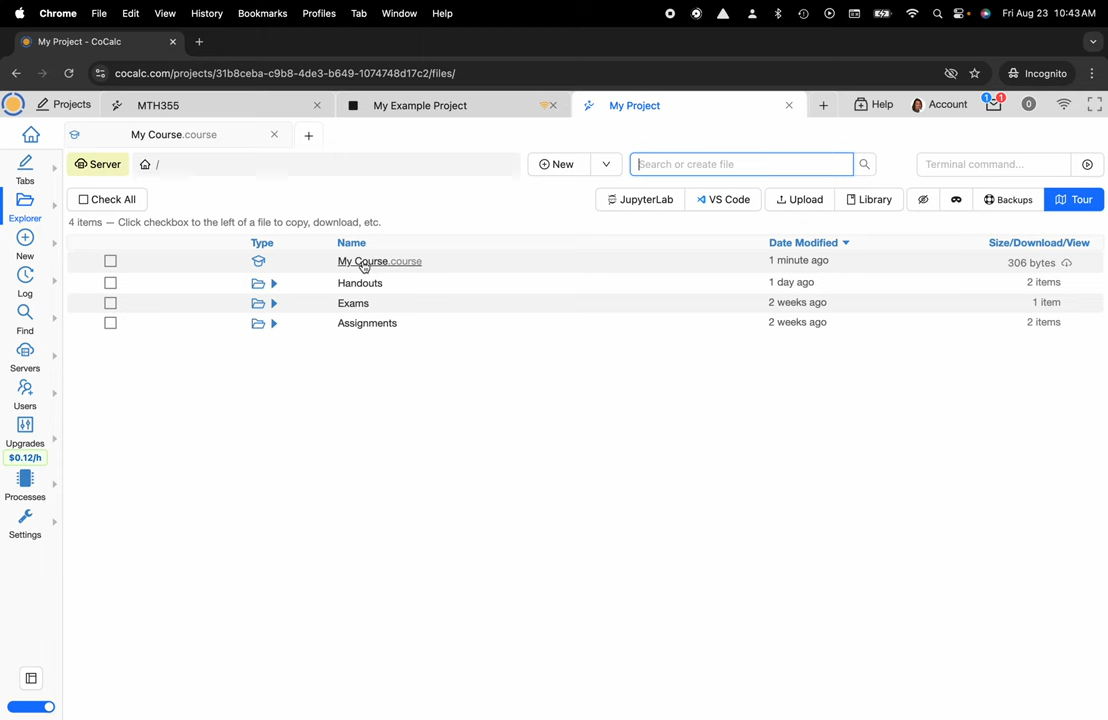 Chrome File Edit View History Bookmarks Profiles Tab Window Help Fri Aug 23 10:43 AM
My Project - CoCalc
cocalc.com/projects/31b8ceba-c9b8-4de3-b649-1074748d17c2/files/ Incognito
Projects MTH355 My Example Project My Project Help Account 1 1 0
My Course.course
Server / New Search or create file Terminal command...
Check All JupyterLab VS Code Upload Library Backups Tour
4 items — Click checkbox to the left of a file to copy, download, etc.
Type Name Date Modified Size/Download/View
My Course.course 1 minute ago 306 bytes
Handouts 1 day ago 2 items
Exams 2 weeks ago 1 item
Assignments 2 weeks ago 2 items
Tabs
Explorer
New
Log
Find
Servers
Users
Upgrades
$0.12/h
Processes
Settings